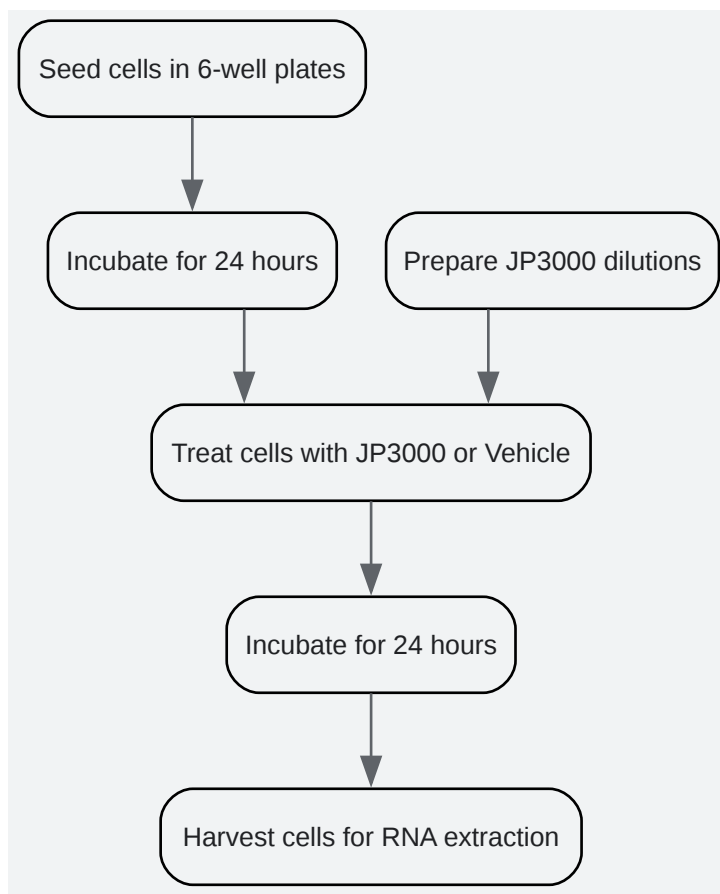 Seed cells in 6-well plates
Incubate for 24 hours
Prepare JP3000 dilutions
Treat cells with JP3000 or Vehicle
Incubate for 24 hours
Harvest cells for RNA extraction